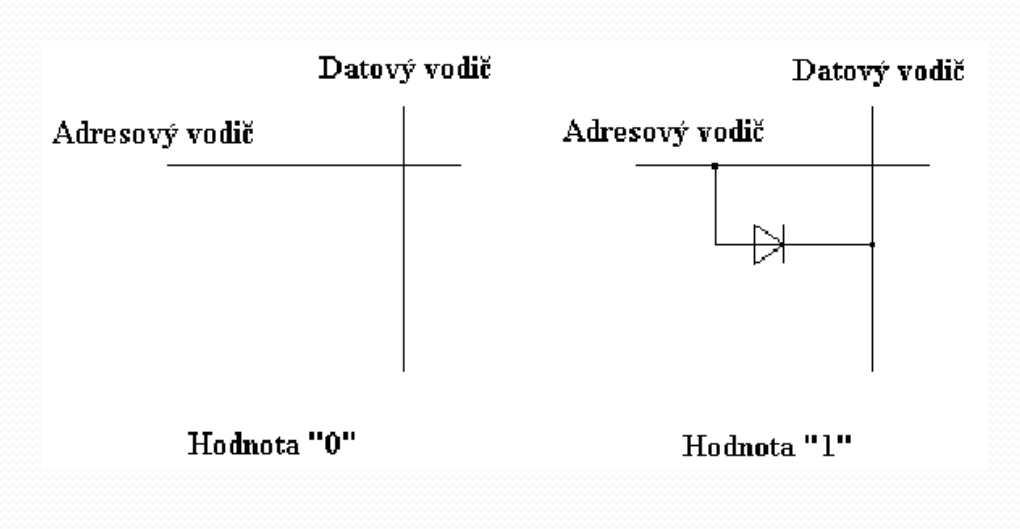 Datový vodič
Adresový vodič
Hodnota "0"
Datový vodič
Adresový vodič
Hodnota "1"